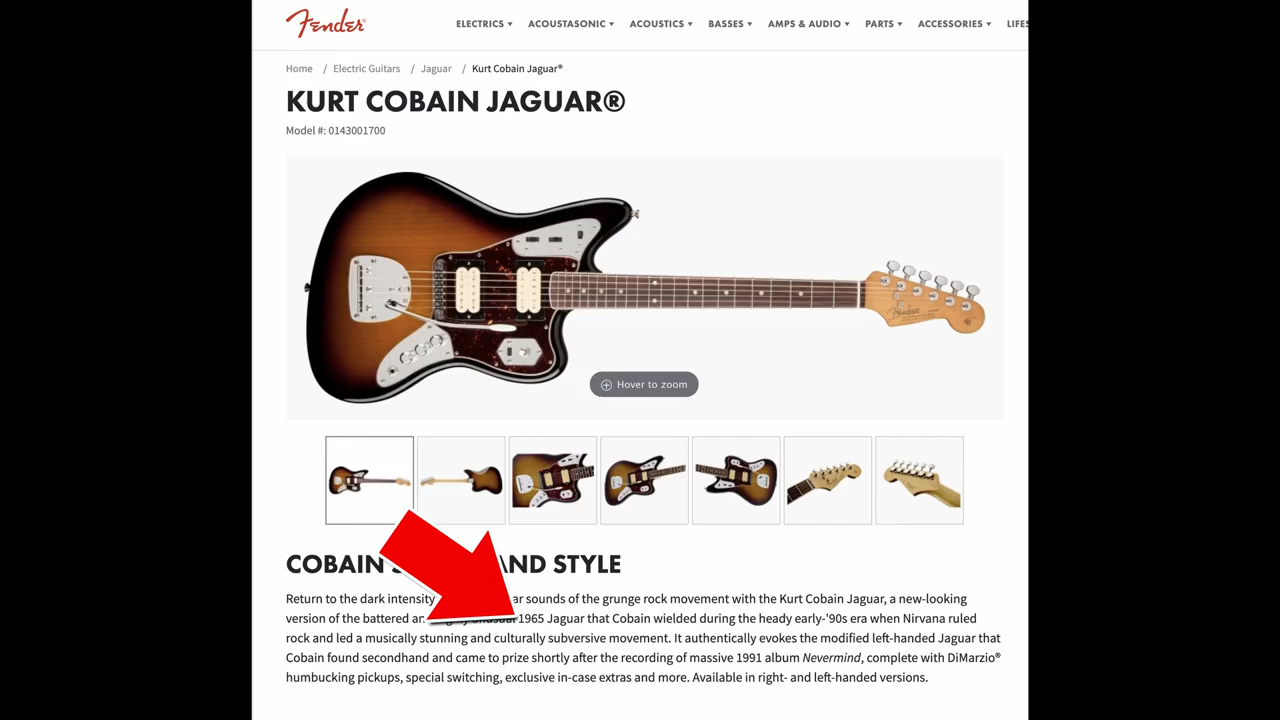 Fender
ELECTRICS ACOUSTASONIC ACOUSTICS BASSES AMPS & AUDIO PARTS ACCESSORIES LIFES
Home / Electric Guitars / Jaguar / Kurt Cobain Jaguar®
KURT COBAIN JAGUAR®
Model #: 0143001700
Fender
Hover to zoom
COBAIN AND STYLE
Return to the dark intensity sounds of the grunge rock movement with the Kurt Cobain Jaguar, a new-looking
version of the battered unusual 1965 Jaguar that Cobain wielded during the heady early-'90s era when Nirvana ruled
rock and led a musically stunning and culturally subversive movement. It authentically evokes the modified left-handed Jaguar that
Cobain found secondhand and came to prize shortly after the recording of massive 1991 album Nevermind, complete with DiMarzio®
humbucking pickups, special switching, exclusive in-case extras and more. Available in right- and left-handed versions.